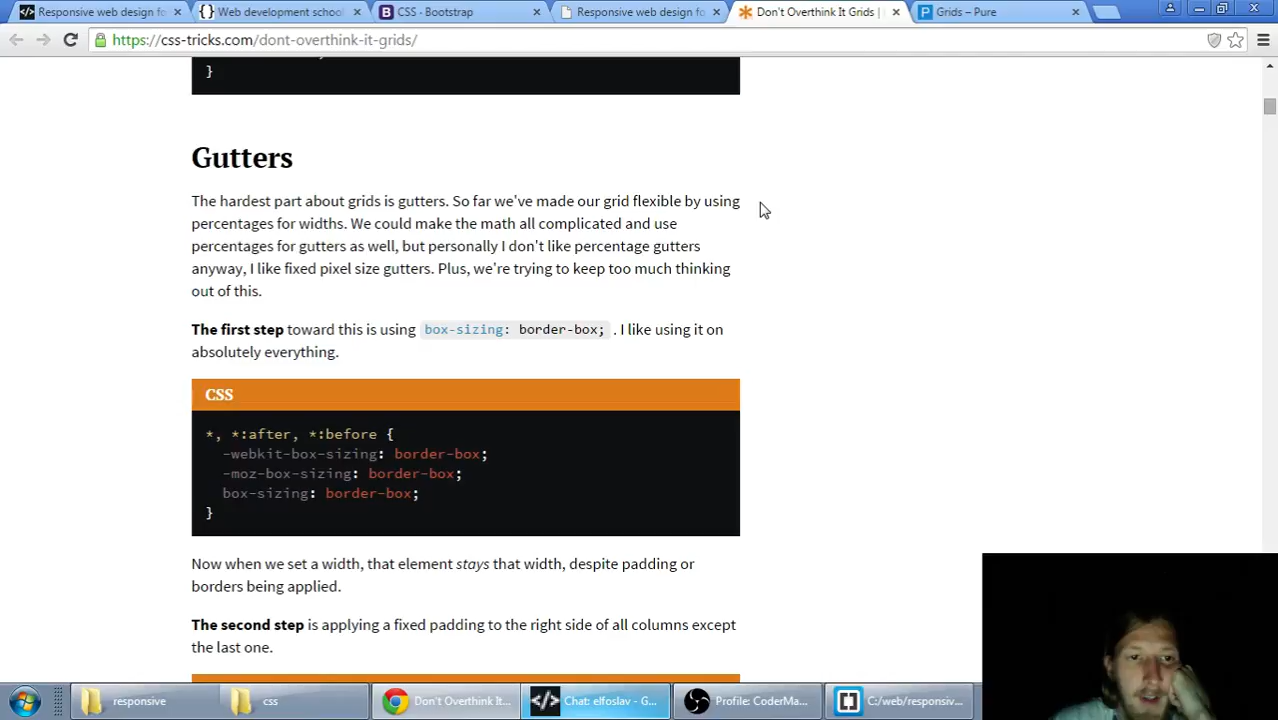 Responsive web design fo
Web development school
CSS - Bootstrap
Responsive web design fo
Don't Overthink It Grids |
Grids – Pure
https://css-tricks.com/dont-overthink-it-grids/
}
Gutters
The hardest part about grids is gutters. So far we've made our grid flexible by using
percentages for widths. We could make the math all complicated and use
percentages for gutters as well, but personally I don't like percentage gutters
anyway, I like fixed pixel size gutters. Plus, we're trying to keep too much thinking
out of this.
The first step toward this is using box-sizing: border-box; . I like using it on
absolutely everything.
CSS
*, *:after, *:before {
-webkit-box-sizing: border-box;
-moz-box-sizing: border-box;
box-sizing: border-box;
}
Now when we set a width, that element stays that width, despite padding or
borders being applied.
The second step is applying a fixed padding to the right side of all columns except
the last one.
responsive
css
Don't Overthink It...
Chat: elfoslav - G...
Profile: CoderMa...
C:/web/responsiv...